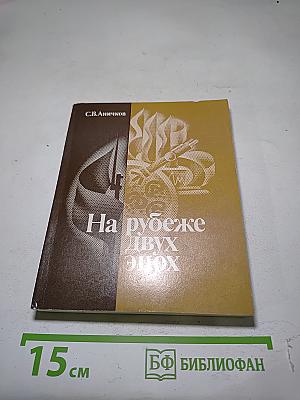 С.В.Аничков
На рубеже
двух
эпох
15 см
БФ БИБЛИОФАН